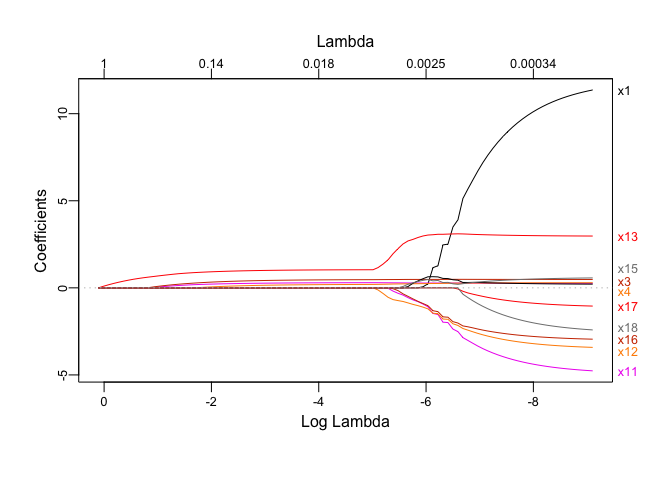 Lambda
1 0.14 0.018 0.0025 0.00034
Coefficients
10
5
0
-5
x1
x13
x15
x3
x4
x17
x18
x16
x12
x11
0 -2 -4 -6 -8
Log Lambda